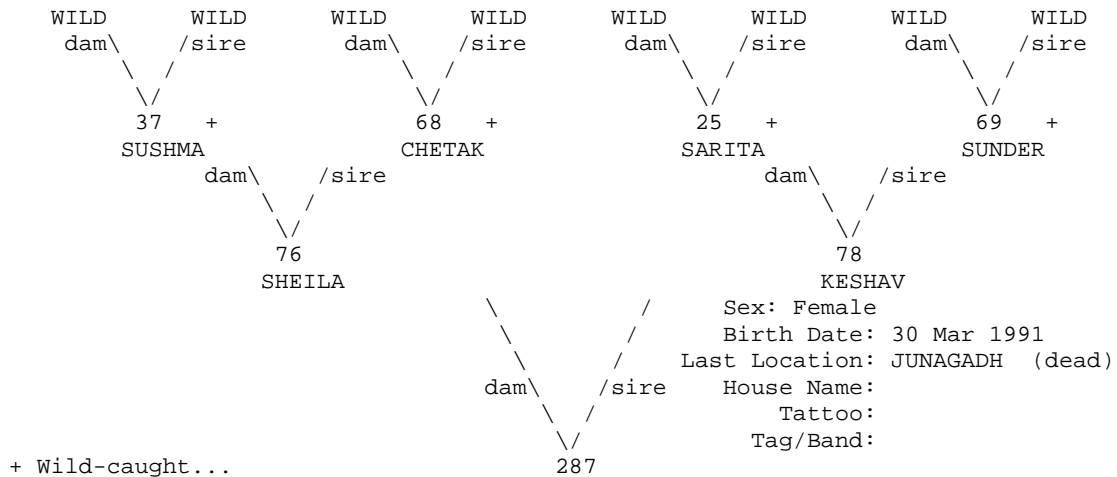 WILD WILD WILD WILD WILD WILD WILD WILD
dam\ /sire dam\ /sire dam\ /sire dam\ /sire
\ / \ / \ / \ /
\ / \ / \ / \ /
\/ \/ \/ \/
37 + 68 + 25 + 69 +
SUSHMA CHETAK SARITA SUNDER
dam\ /sire dam\ /sire
\ / \ /
\ / \ /
\/ \/
76 78
SHEILA KESHAV
\ / Sex: Female
\ / Birth Date: 30 Mar 1991
\ / Last Location: JUNAGADH (dead)
dam\ /sire House Name:
\ / Tattoo:
\/ Tag/Band:
+ Wild-caught... 287